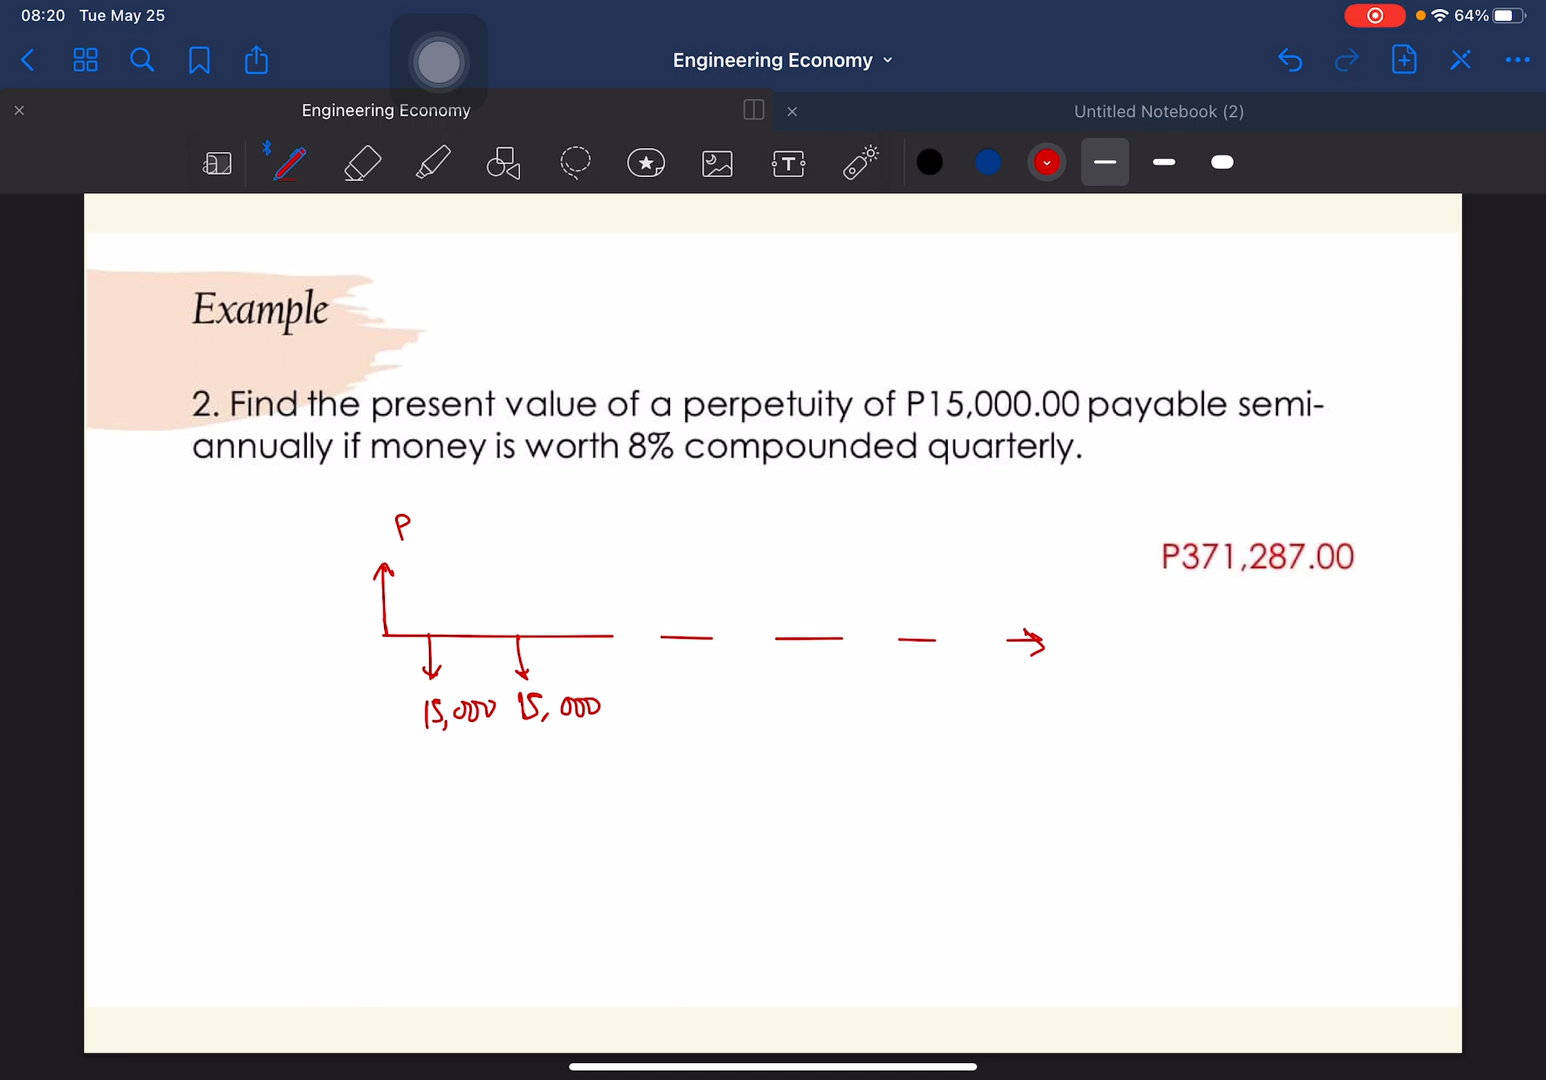 08:20 Tue May 25
64%
Engineering Economy
Engineering Economy
Untitled Notebook (2)
T
Example
2. Find the present value of a perpetuity of P15,000.00 payable semi-
annually if money is worth 8% compounded quarterly.
P
P371,287.00
15,000 15,000